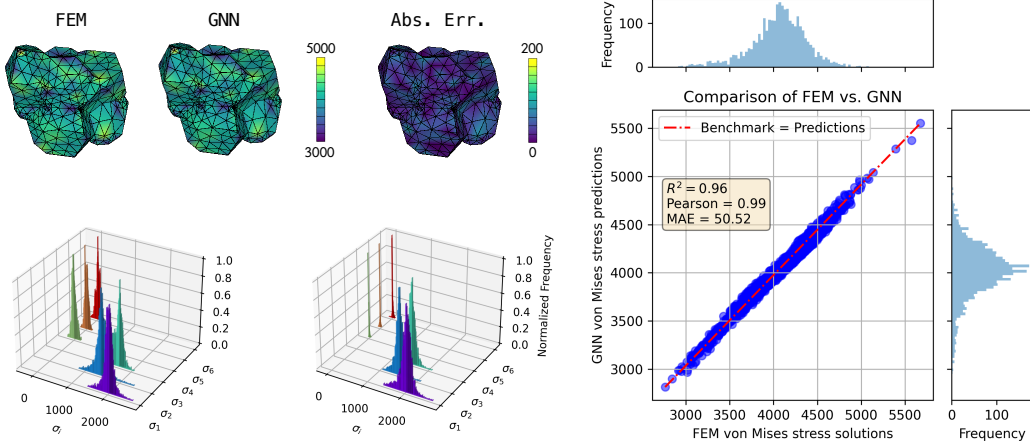 FEM
GNN
Abs. Err.
5000
3000
200
0
0.0
0.2
0.4
0.6
0.8
1.0
0
1000
2000
σᵢ
σ₁
σ₂
σ₃
σ₄
σ₅
σ₆
0.0
0.2
0.4
0.6
0.8
1.0
Normalized Frequency
0
1000
2000
σᵢ
σ₁
σ₂
σ₃
σ₄
σ₅
σ₆
Frequency
100
0
Comparison of FEM vs. GNN
Benchmark = Predictions
R² = 0.96
Pearson = 0.99
MAE = 50.52
GNN von Mises stress predictions
5500
5000
4500
4000
3500
3000
3000
3500
4000
4500
5000
5500
FEM von Mises stress solutions
0
100
Frequency